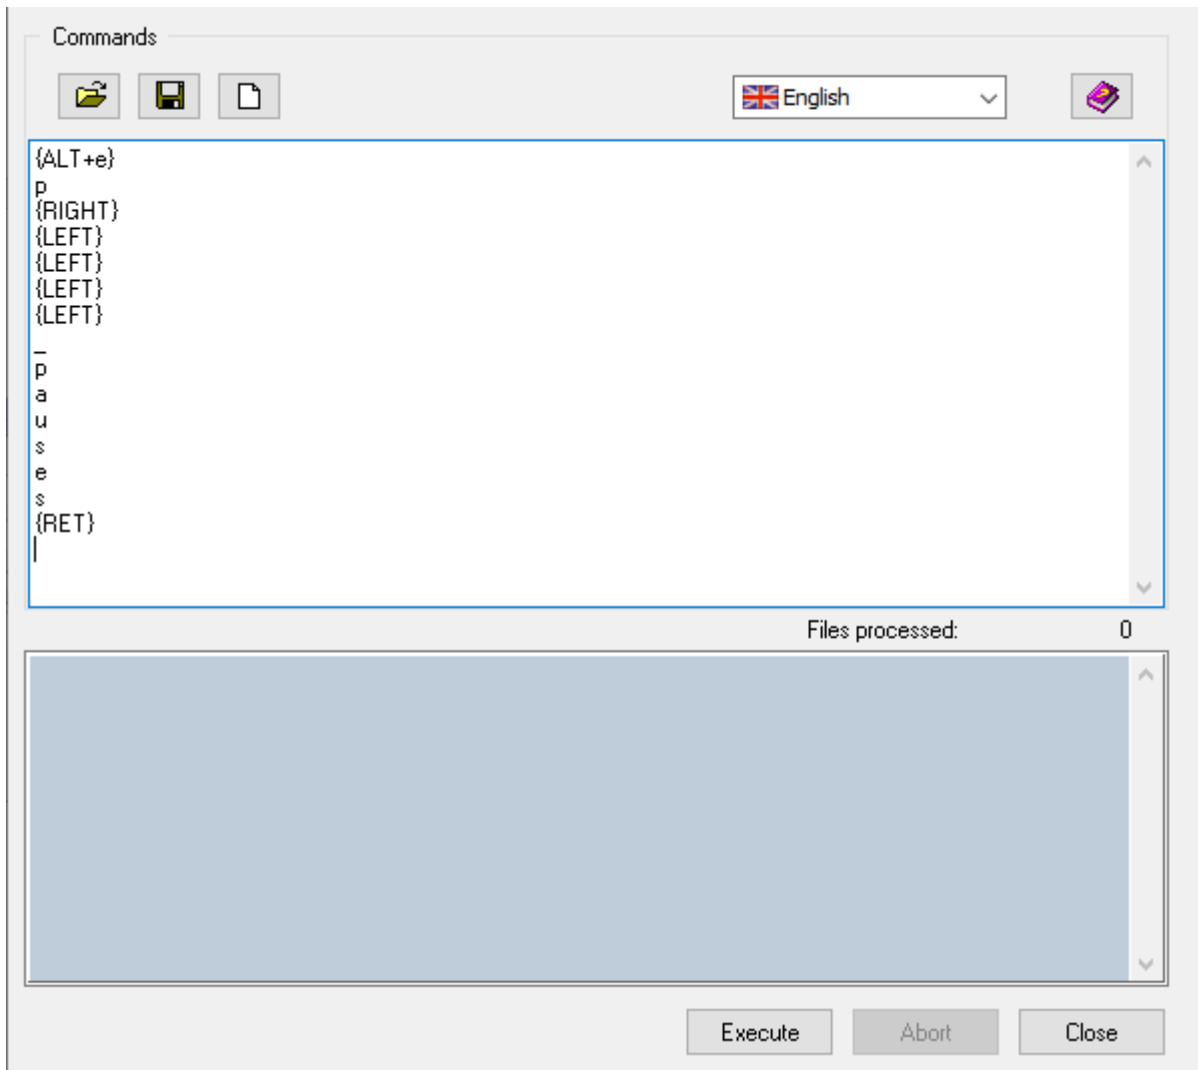 Commands
English
{ALT+e}
p
{RIGHT}
{LEFT}
{LEFT}
{LEFT}
{LEFT}
_
p
a
u
s
e
s
{RET}
Files processed: 0
Execute Abort Close